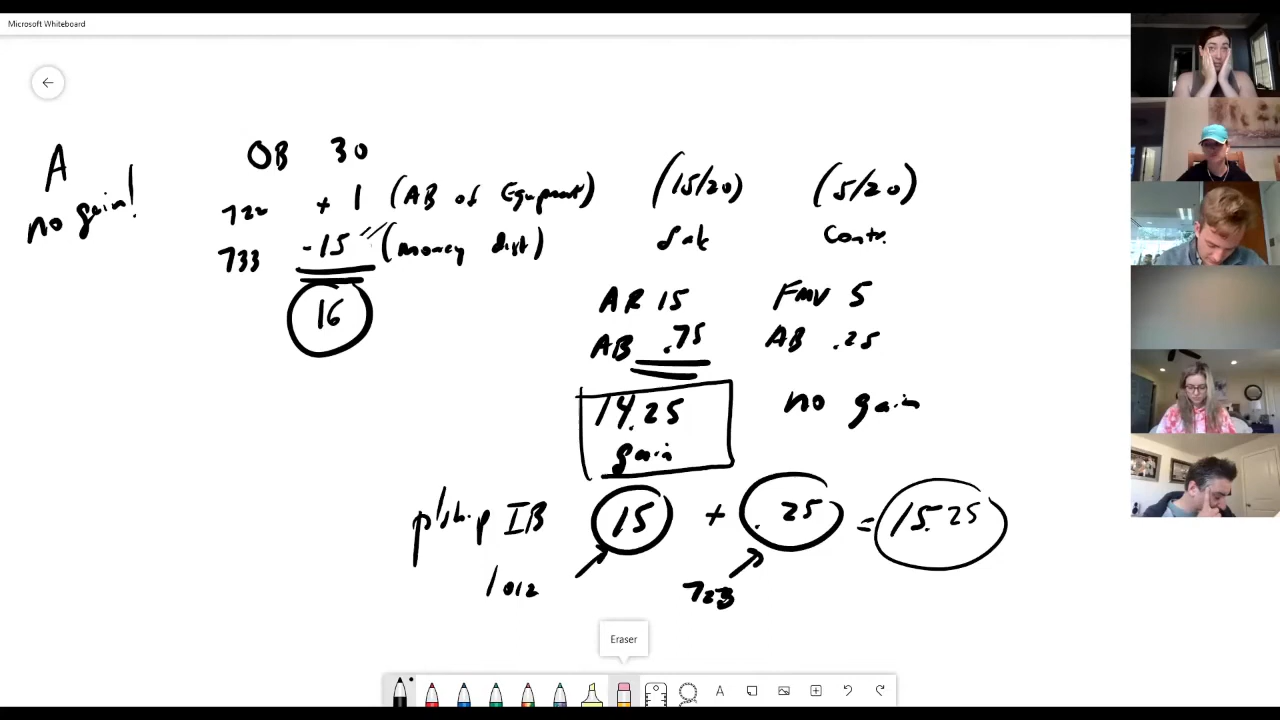 Microsoft Whiteboard
A
no gain!
OB 30
722 + 1 (AB of Equipment)
733 -15 (money dist)
16
(15/20) (5/20)
Sale Contr.
AR 15 FMV 5
AB .75 AB .25
14.25 no gain
gain
p/ship IB 15 + .25 = 15.25
1012 723
Eraser
A